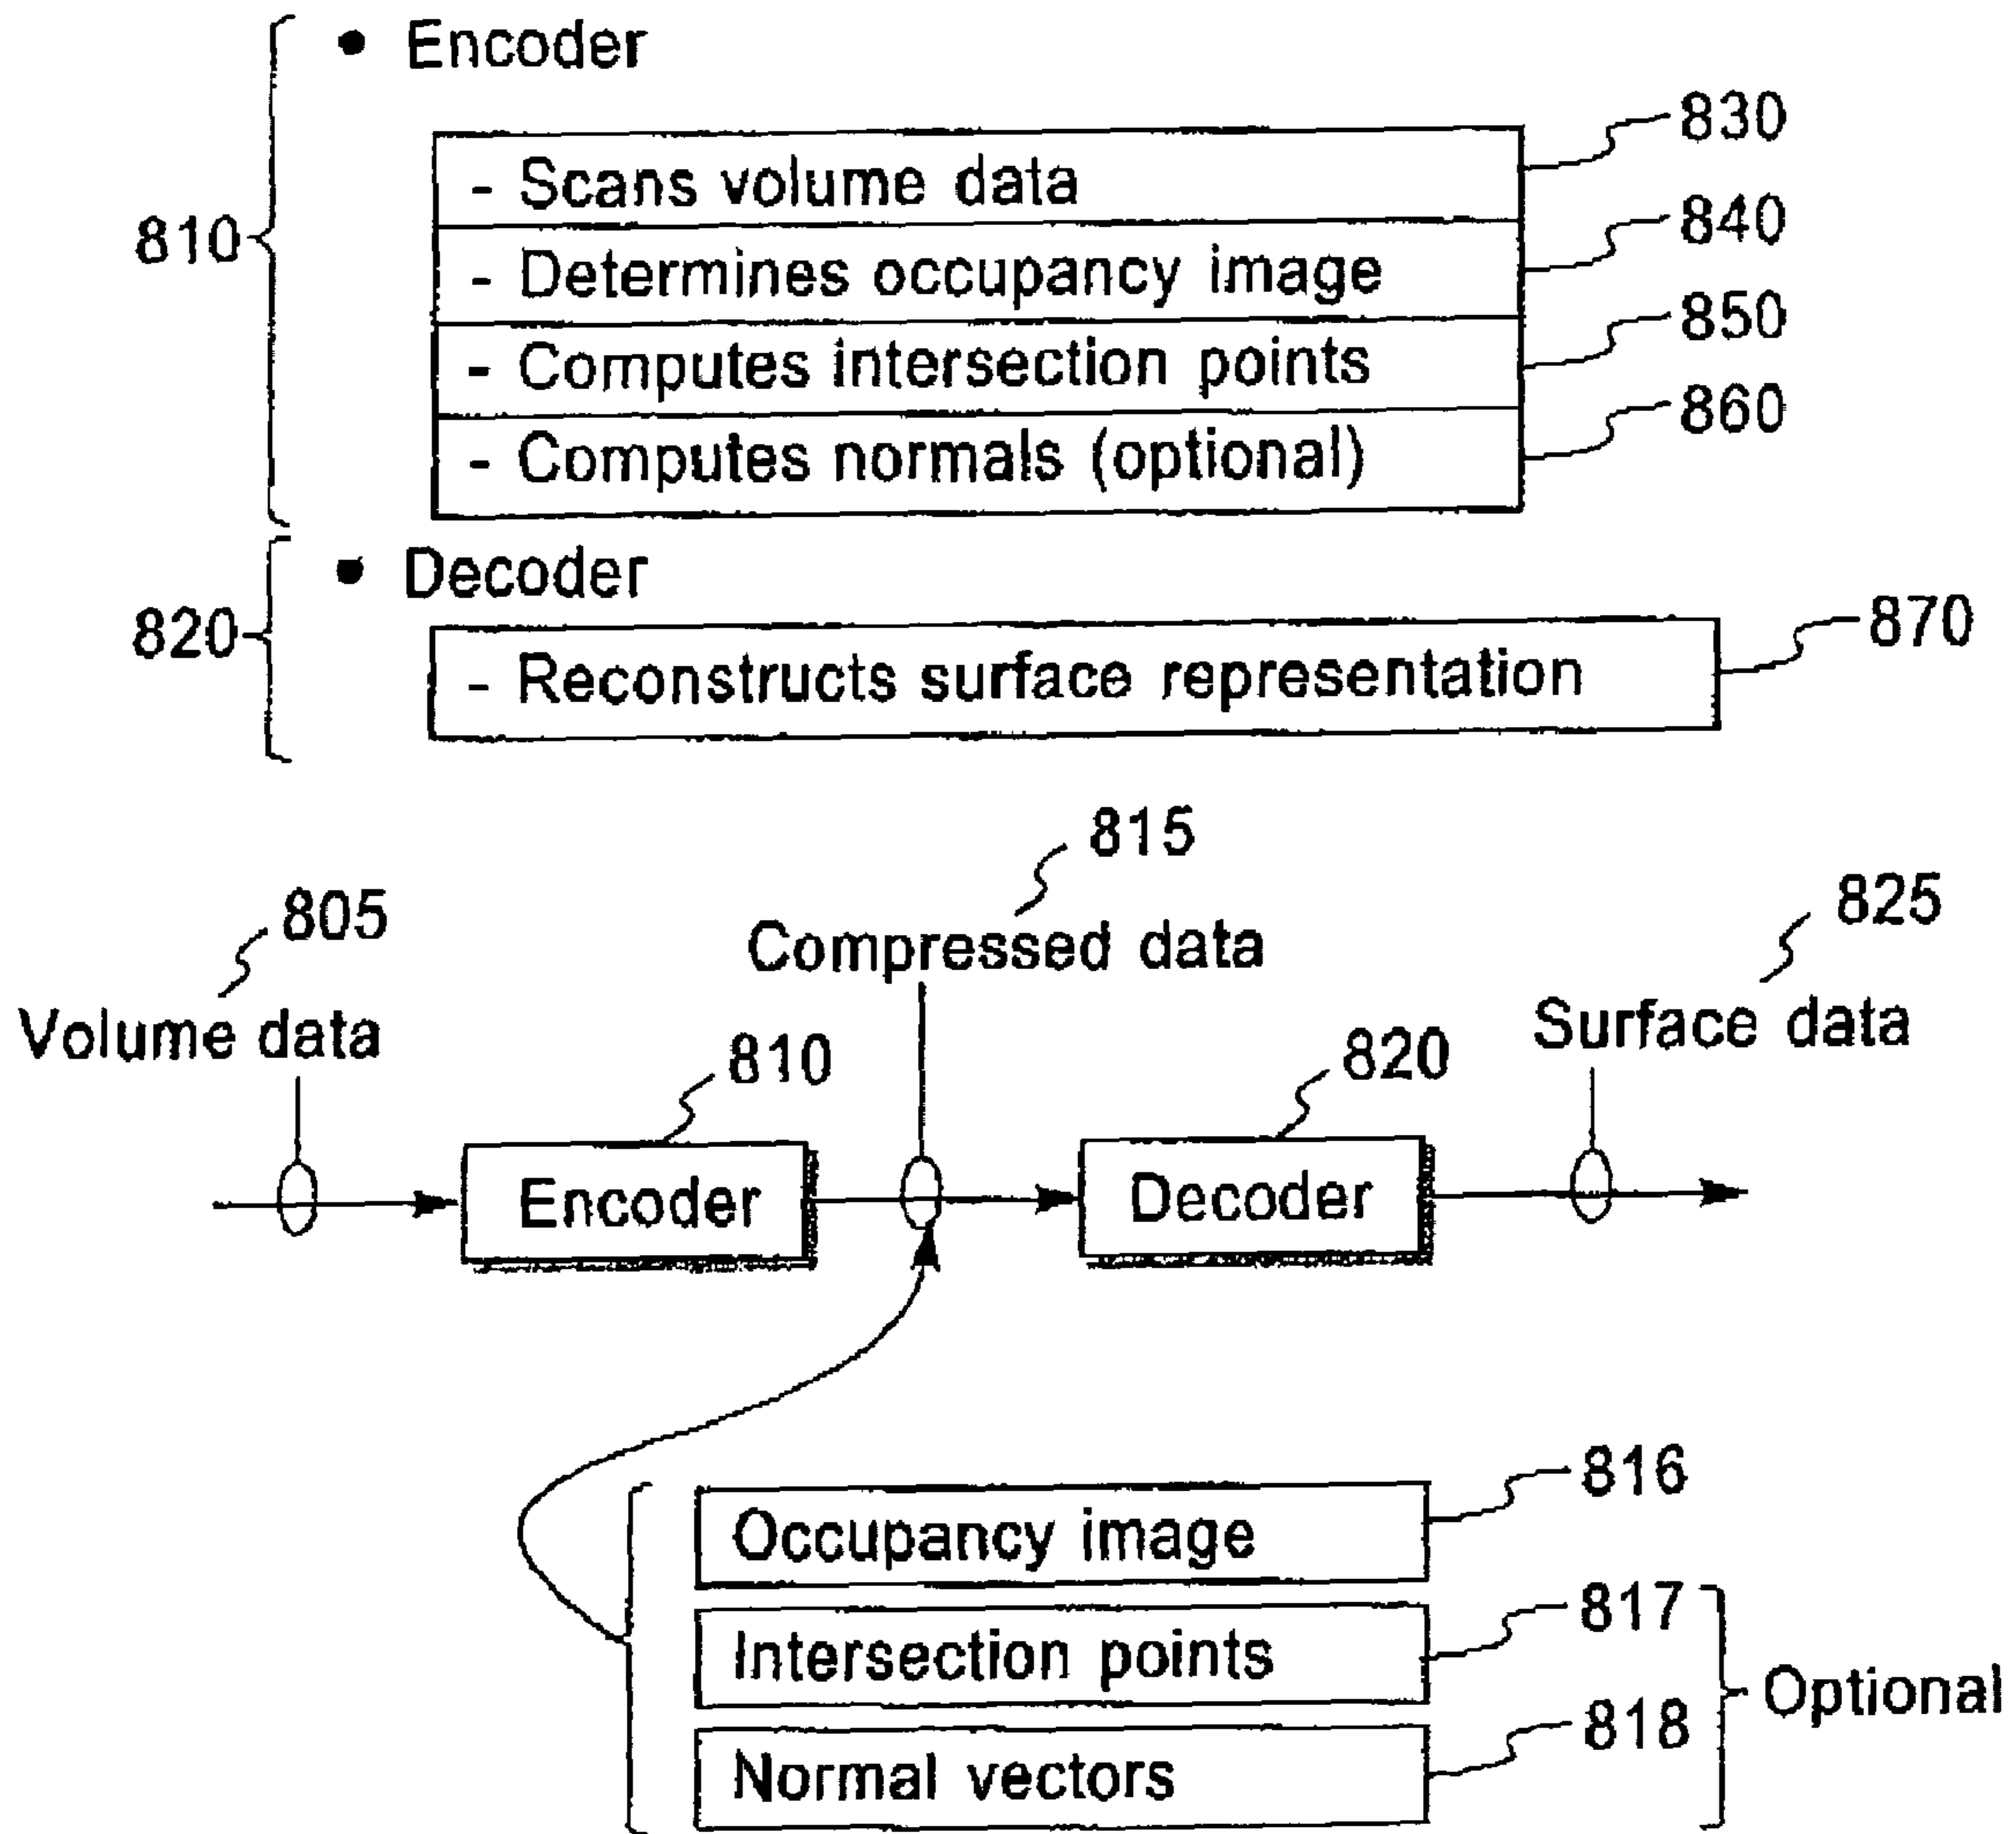 • Encoder
830
- Scans volume data
840
- Determines occupancy image
810
850
- Computes intersection points
860
- Computes normals (optional)
• Decoder
820
870
- Reconstructs surface representation
815
805
Compressed data
825
Volume data
Surface data
810
820
Encoder
Decoder
816
Occupancy image
817
Intersection points
Optional
818
Normal vectors